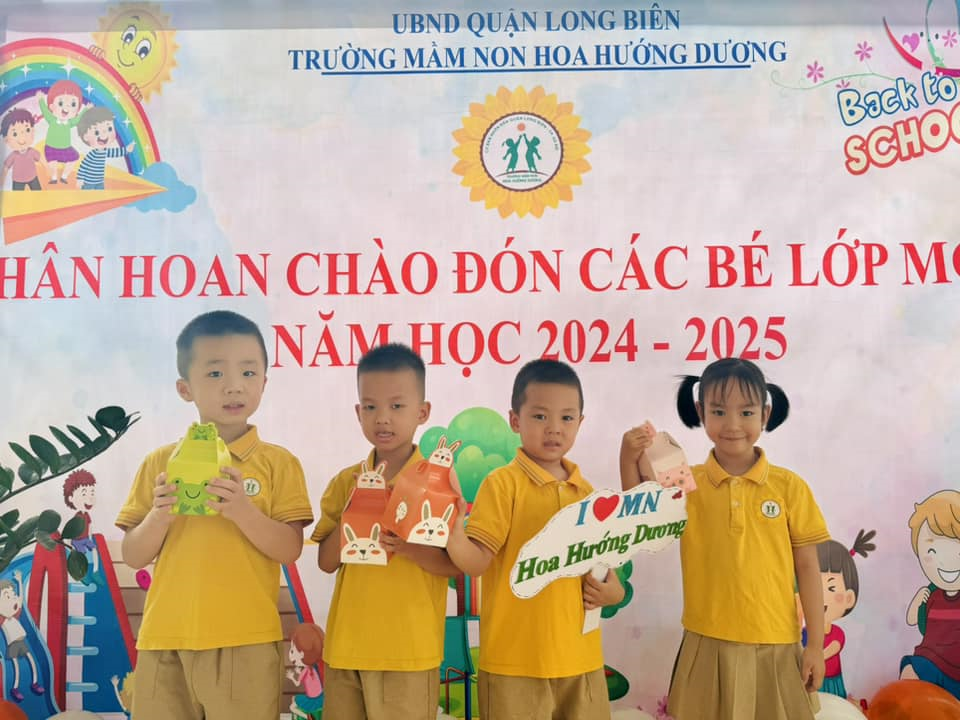 UBND QUẬN LONG BIÊN
TRƯỜNG MẦM NON HOA HƯỚNG DƯƠNG
Back to
SCHOO
HÂN HOAN CHÀO ĐÓN CÁC BÉ LỚP MG
NĂM HỌC 2024 - 2025
I ❤ MN
Hoa Hướng Dương